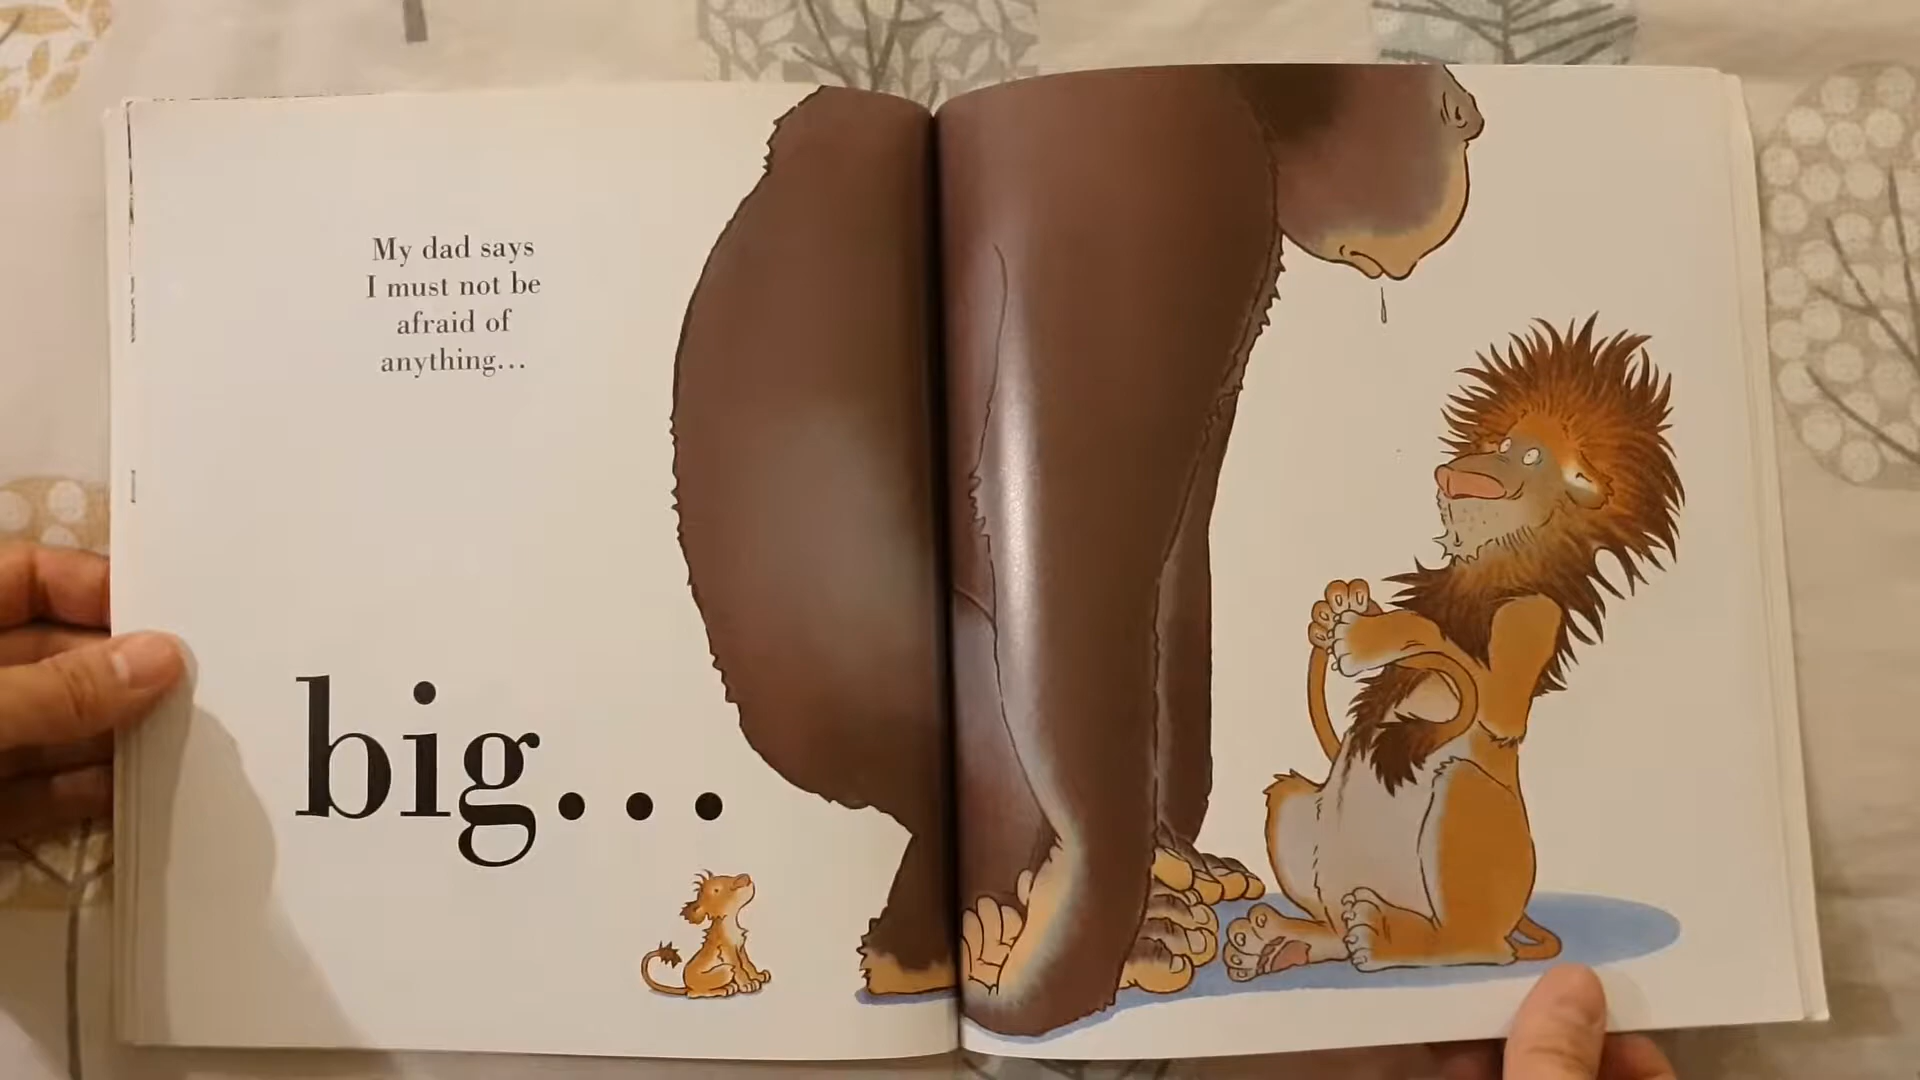 My dad says
I must not be
afraid of
anything...
big...